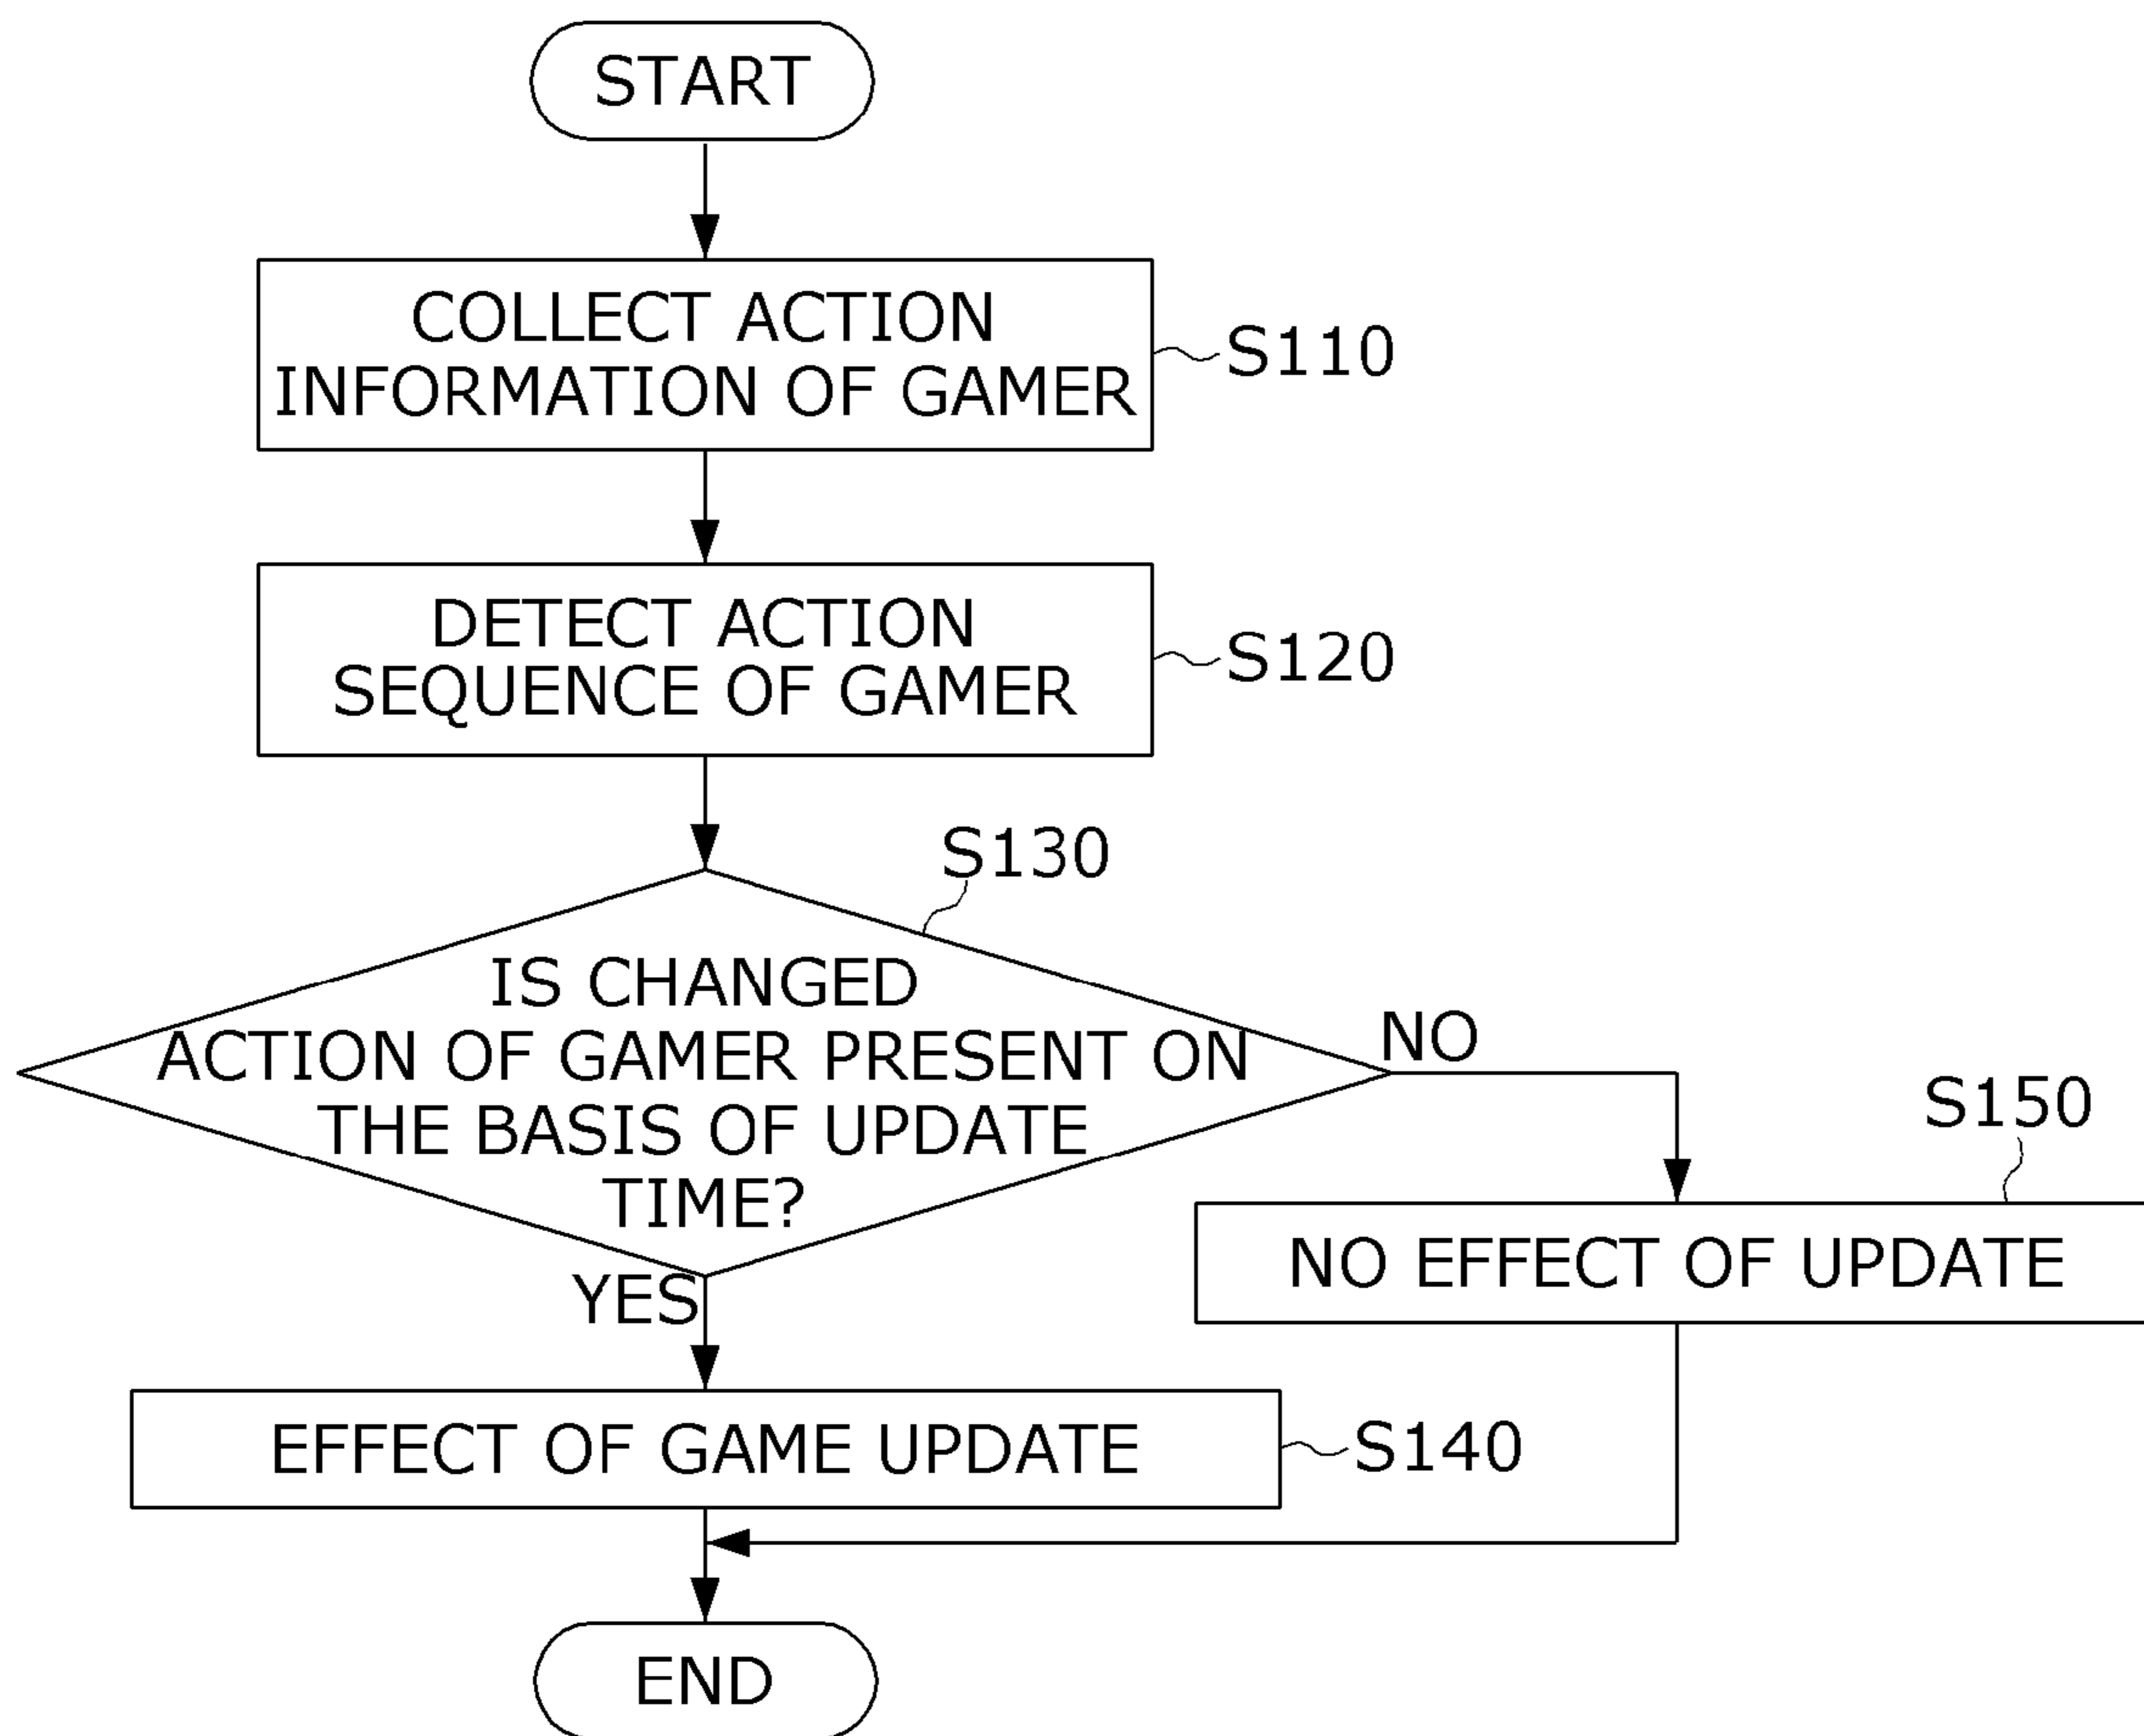 START
COLLECT ACTION
INFORMATION OF GAMER
S110
DETECT ACTION
SEQUENCE OF GAMER
S120
S130
IS CHANGED
ACTION OF GAMER PRESENT ON
THE BASIS OF UPDATE
TIME?
NO
YES
S150
NO EFFECT OF UPDATE
EFFECT OF GAME UPDATE
S140
END